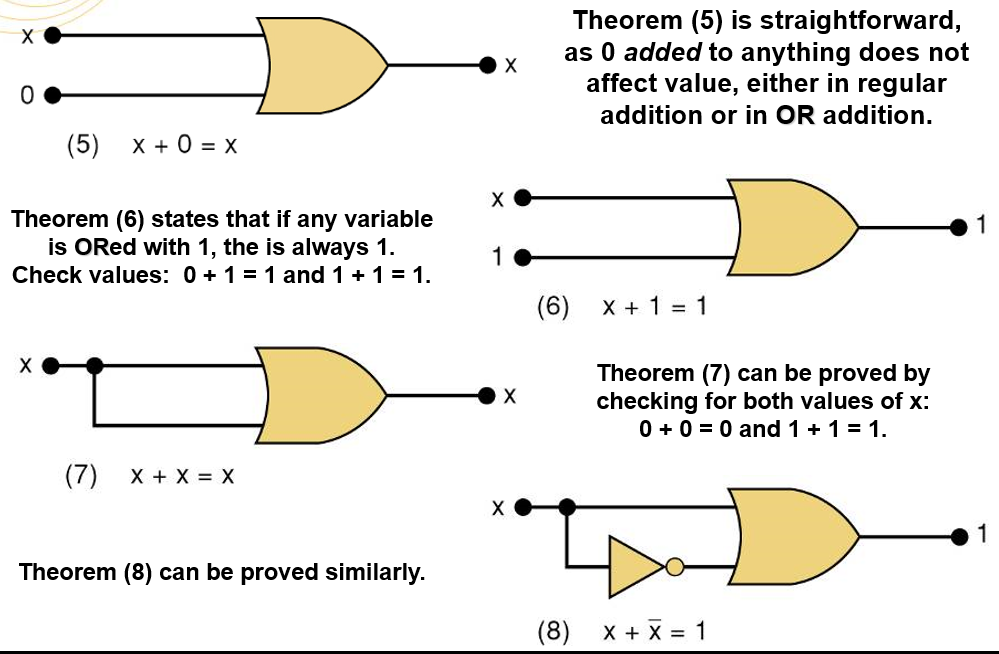 x
0
x
(5) x + 0 = x
Theorem (5) is straightforward,
as 0 added to anything does not
affect value, either in regular
addition or in OR addition.
Theorem (6) states that if any variable
is ORed with 1, the is always 1.
Check values: 0 + 1 = 1 and 1 + 1 = 1.
x
1
1
(6) x + 1 = 1
x
x
(7) x + x = x
Theorem (7) can be proved by
checking for both values of x:
0 + 0 = 0 and 1 + 1 = 1.
Theorem (8) can be proved similarly.
x
1
(8) x + x̅ = 1